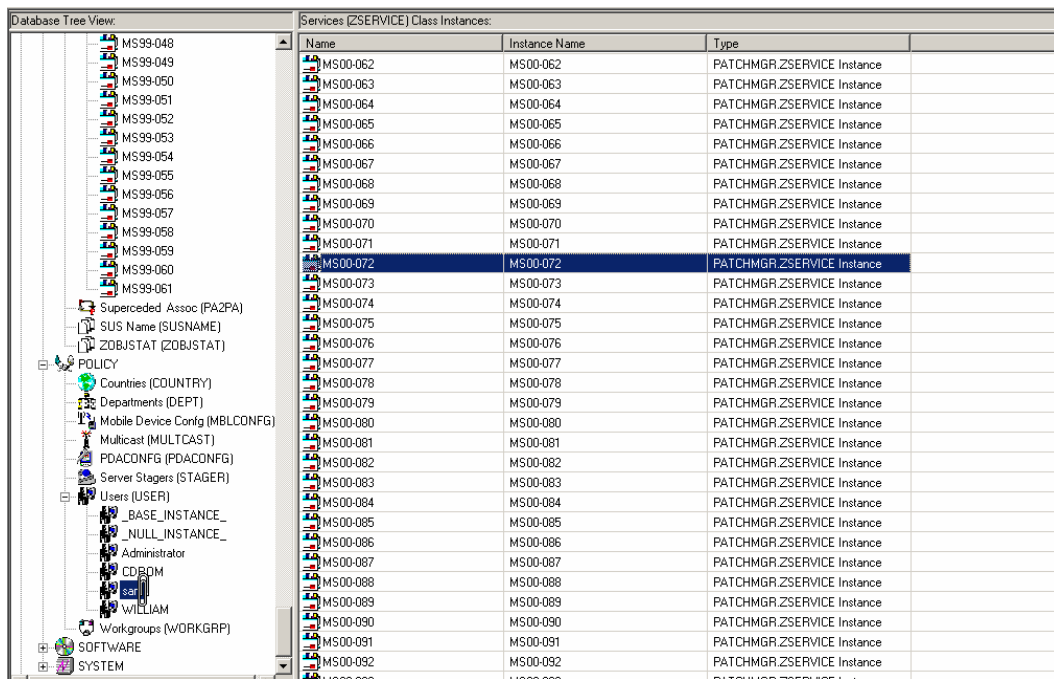 Database Tree View:
MS99-048
MS99-049
MS99-050
MS99-051
MS99-052
MS99-053
MS99-054
MS99-055
MS99-056
MS99-057
MS99-058
MS99-059
MS99-060
MS99-061
Superceded Assoc (PA2PA)
SUS Name (SUSNAME)
ZOBJSTAT (ZOBJSTAT)
POLICY
Countries (COUNTRY)
Departments (DEPT)
Mobile Device Confg (MBLCONFG)
Multicast (MULTCAST)
PDACONFG (PDACONFG)
Server Stagers (STAGER)
Users (USER)
_BASE_INSTANCE_
_NULL_INSTANCE_
Administrator
CDROM
WILLIAM
Workgroups (WORKGRP)
SOFTWARE
SYSTEM
Services (ZSERVICE) Class Instances:
Name Instance Name Type
MS00-062 MS00-062 PATCHMGR.ZSERVICE Instance
MS00-063 MS00-063 PATCHMGR.ZSERVICE Instance
MS00-064 MS00-064 PATCHMGR.ZSERVICE Instance
MS00-065 MS00-065 PATCHMGR.ZSERVICE Instance
MS00-066 MS00-066 PATCHMGR.ZSERVICE Instance
MS00-067 MS00-067 PATCHMGR.ZSERVICE Instance
MS00-068 MS00-068 PATCHMGR.ZSERVICE Instance
MS00-069 MS00-069 PATCHMGR.ZSERVICE Instance
MS00-070 MS00-070 PATCHMGR.ZSERVICE Instance
MS00-071 MS00-071 PATCHMGR.ZSERVICE Instance
MS00-072 MS00-072 PATCHMGR.ZSERVICE Instance
MS00-073 MS00-073 PATCHMGR.ZSERVICE Instance
MS00-074 MS00-074 PATCHMGR.ZSERVICE Instance
MS00-075 MS00-075 PATCHMGR.ZSERVICE Instance
MS00-076 MS00-076 PATCHMGR.ZSERVICE Instance
MS00-077 MS00-077 PATCHMGR.ZSERVICE Instance
MS00-078 MS00-078 PATCHMGR.ZSERVICE Instance
MS00-079 MS00-079 PATCHMGR.ZSERVICE Instance
MS00-080 MS00-080 PATCHMGR.ZSERVICE Instance
MS00-081 MS00-081 PATCHMGR.ZSERVICE Instance
MS00-082 MS00-082 PATCHMGR.ZSERVICE Instance
MS00-083 MS00-083 PATCHMGR.ZSERVICE Instance
MS00-084 MS00-084 PATCHMGR.ZSERVICE Instance
MS00-085 MS00-085 PATCHMGR.ZSERVICE Instance
MS00-086 MS00-086 PATCHMGR.ZSERVICE Instance
MS00-087 MS00-087 PATCHMGR.ZSERVICE Instance
MS00-088 MS00-088 PATCHMGR.ZSERVICE Instance
MS00-089 MS00-089 PATCHMGR.ZSERVICE Instance
MS00-090 MS00-090 PATCHMGR.ZSERVICE Instance
MS00-091 MS00-091 PATCHMGR.ZSERVICE Instance
MS00-092 MS00-092 PATCHMGR.ZSERVICE Instance